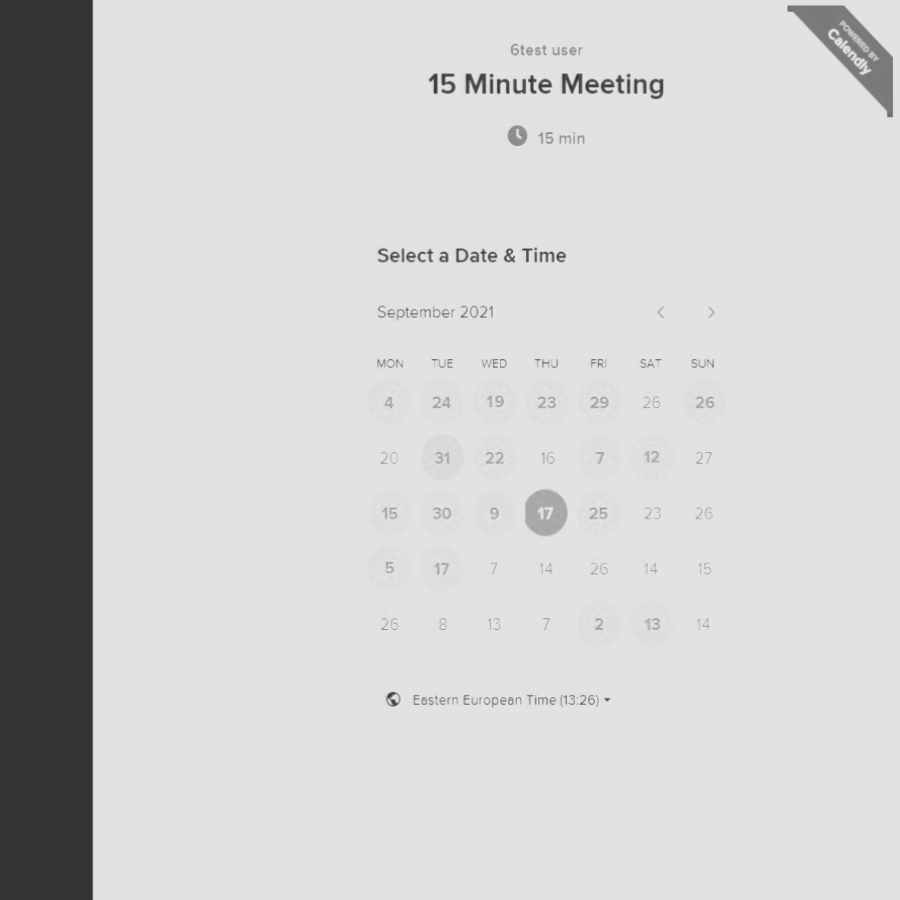 POWERED BY
Calendly
6test user
15 Minute Meeting
15 min
Select a Date & Time
September 2021
MON TUE WED THU FRI SAT SUN
4 24 19 23 29 26 26
20 31 22 16 7 12 27
15 30 9 17 25 23 26
5 17 7 14 26 14 15
26 8 13 7 2 13 14
Eastern European Time (13:26)